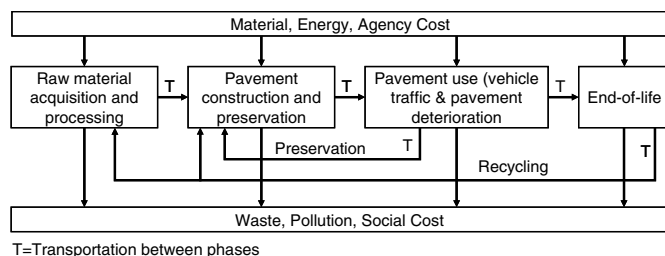 Material, Energy, Agency Cost
Raw material
acquisition and
processing
T
Pavement
construction and
preservation
T
Pavement use (vehicle
traffic & pavement
deterioration
T
End-of-life
Preservation
T
T
Recycling
Waste, Pollution, Social Cost
T=Transportation between phases